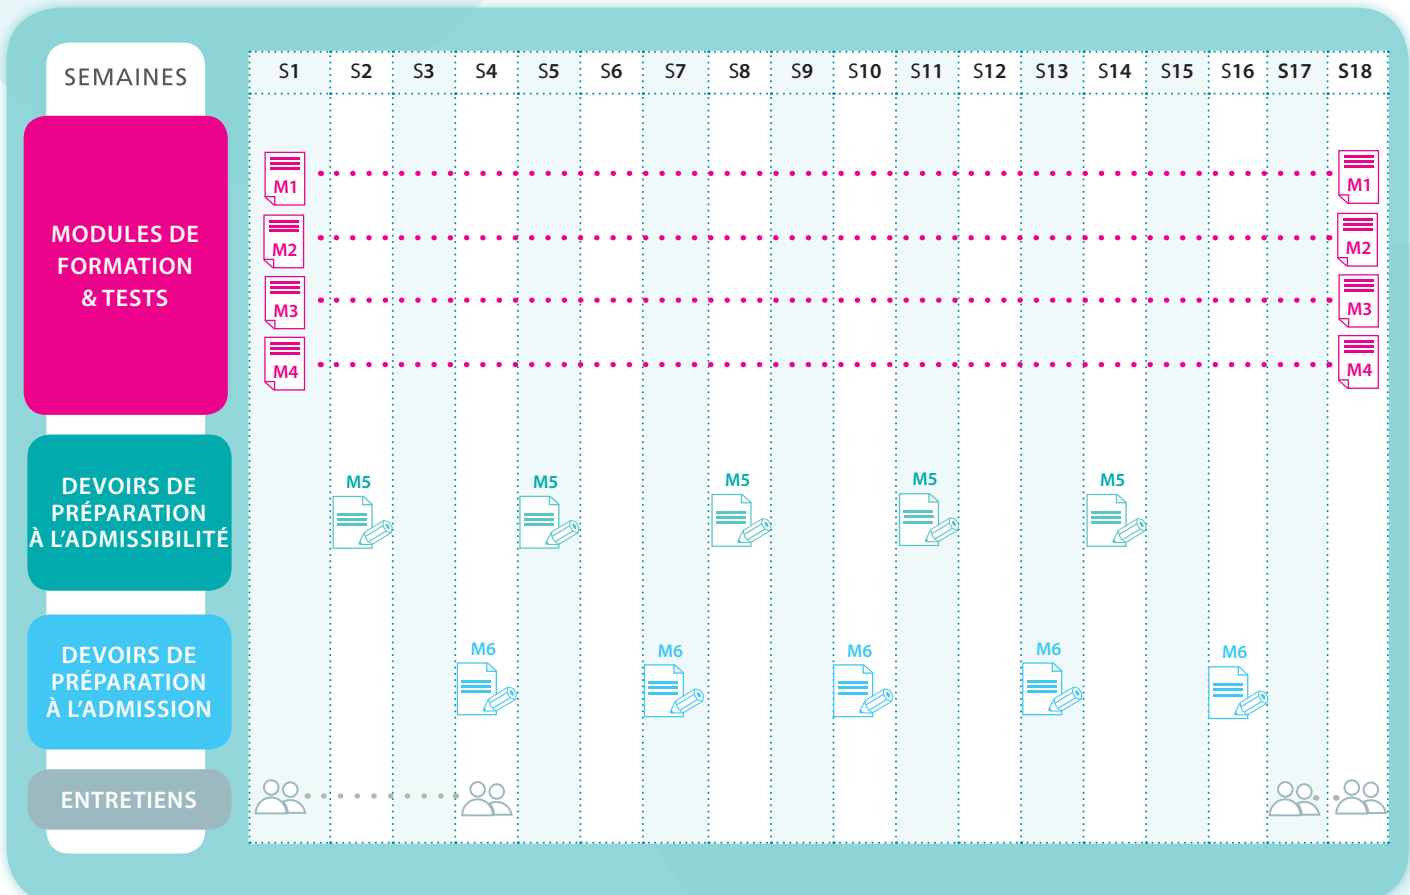 SEMAINES
S1 S2 S3 S4 S5 S6 S7 S8 S9 S10 S11 S12 S13 S14 S15 S16 S17 S18
MODULES DE
FORMATION
& TESTS
M1 M1
M2 M2
M3 M3
M4 M4
DEVOIRS DE
PRÉPARATION
À L’ADMISSIBILITÉ
M5 M5 M5 M5 M5
DEVOIRS DE
PRÉPARATION
À L’ADMISSION
M6 M6 M6 M6 M6
ENTRETIENS